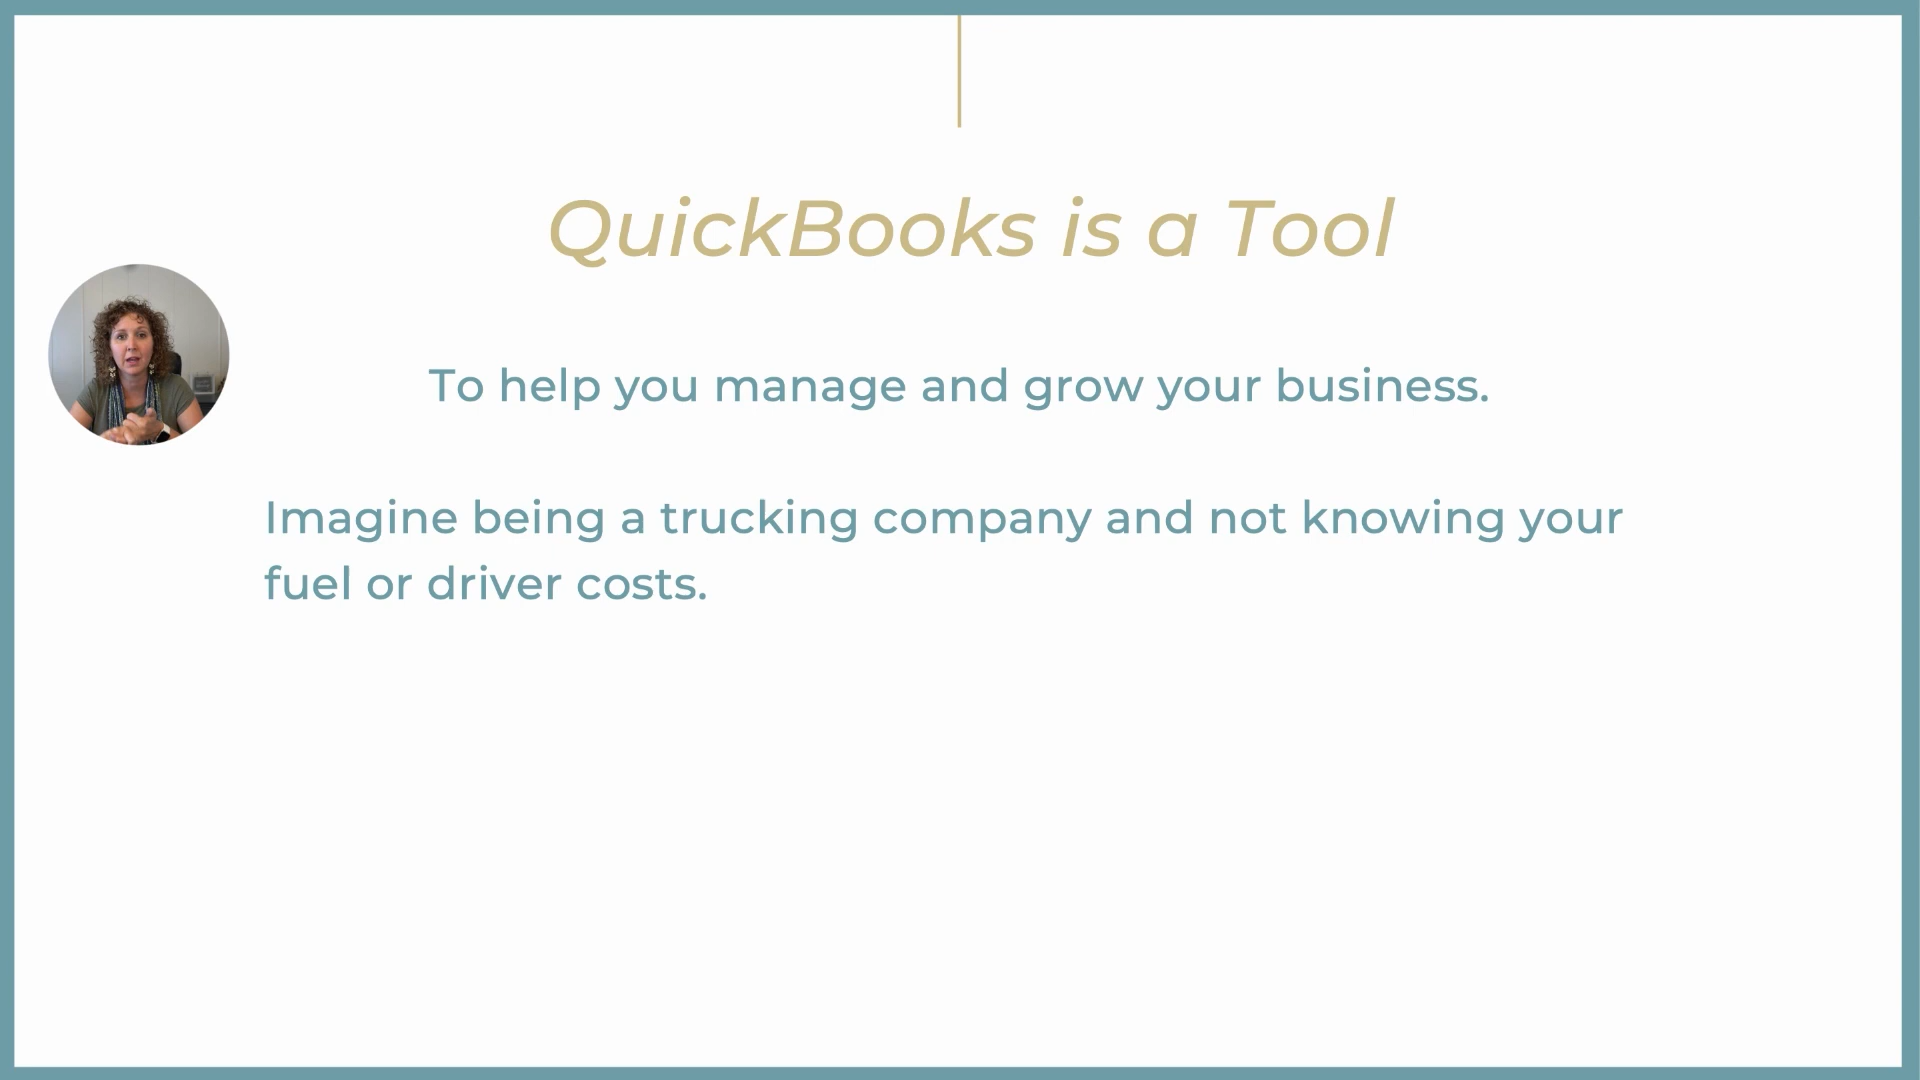 QuickBooks is a Tool
To help you manage and grow your business.
Imagine being a trucking company and not knowing your
fuel or driver costs.